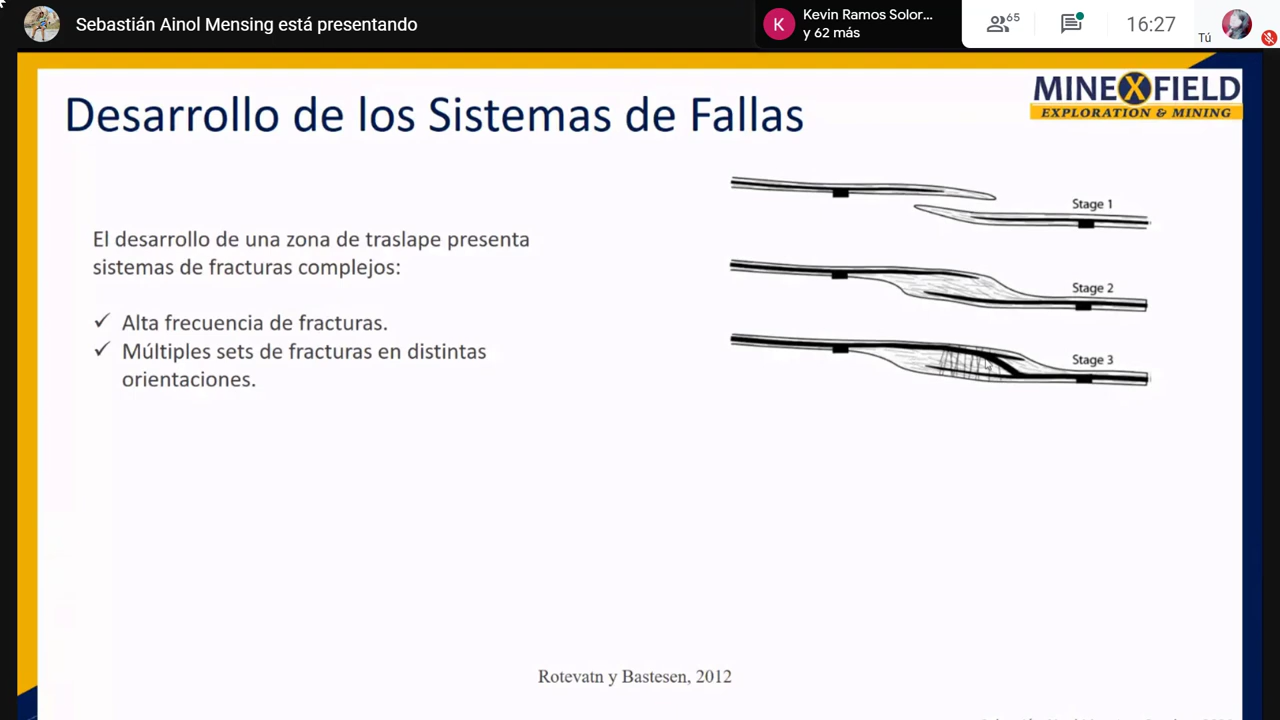 Sebastián Ainol Mensing está presentando
K
Kevin Ramos Solor...
y 62 más
65
16:27
Tú
MINEXFIELD
EXPLORATION & MINING
Desarrollo de los Sistemas de Fallas
El desarrollo de una zona de traslape presenta
sistemas de fracturas complejos:
✓ Alta frecuencia de fracturas.
✓ Múltiples sets de fracturas en distintas
orientaciones.
Stage 1
Stage 2
Stage 3
Rotevatn y Bastesen, 2012